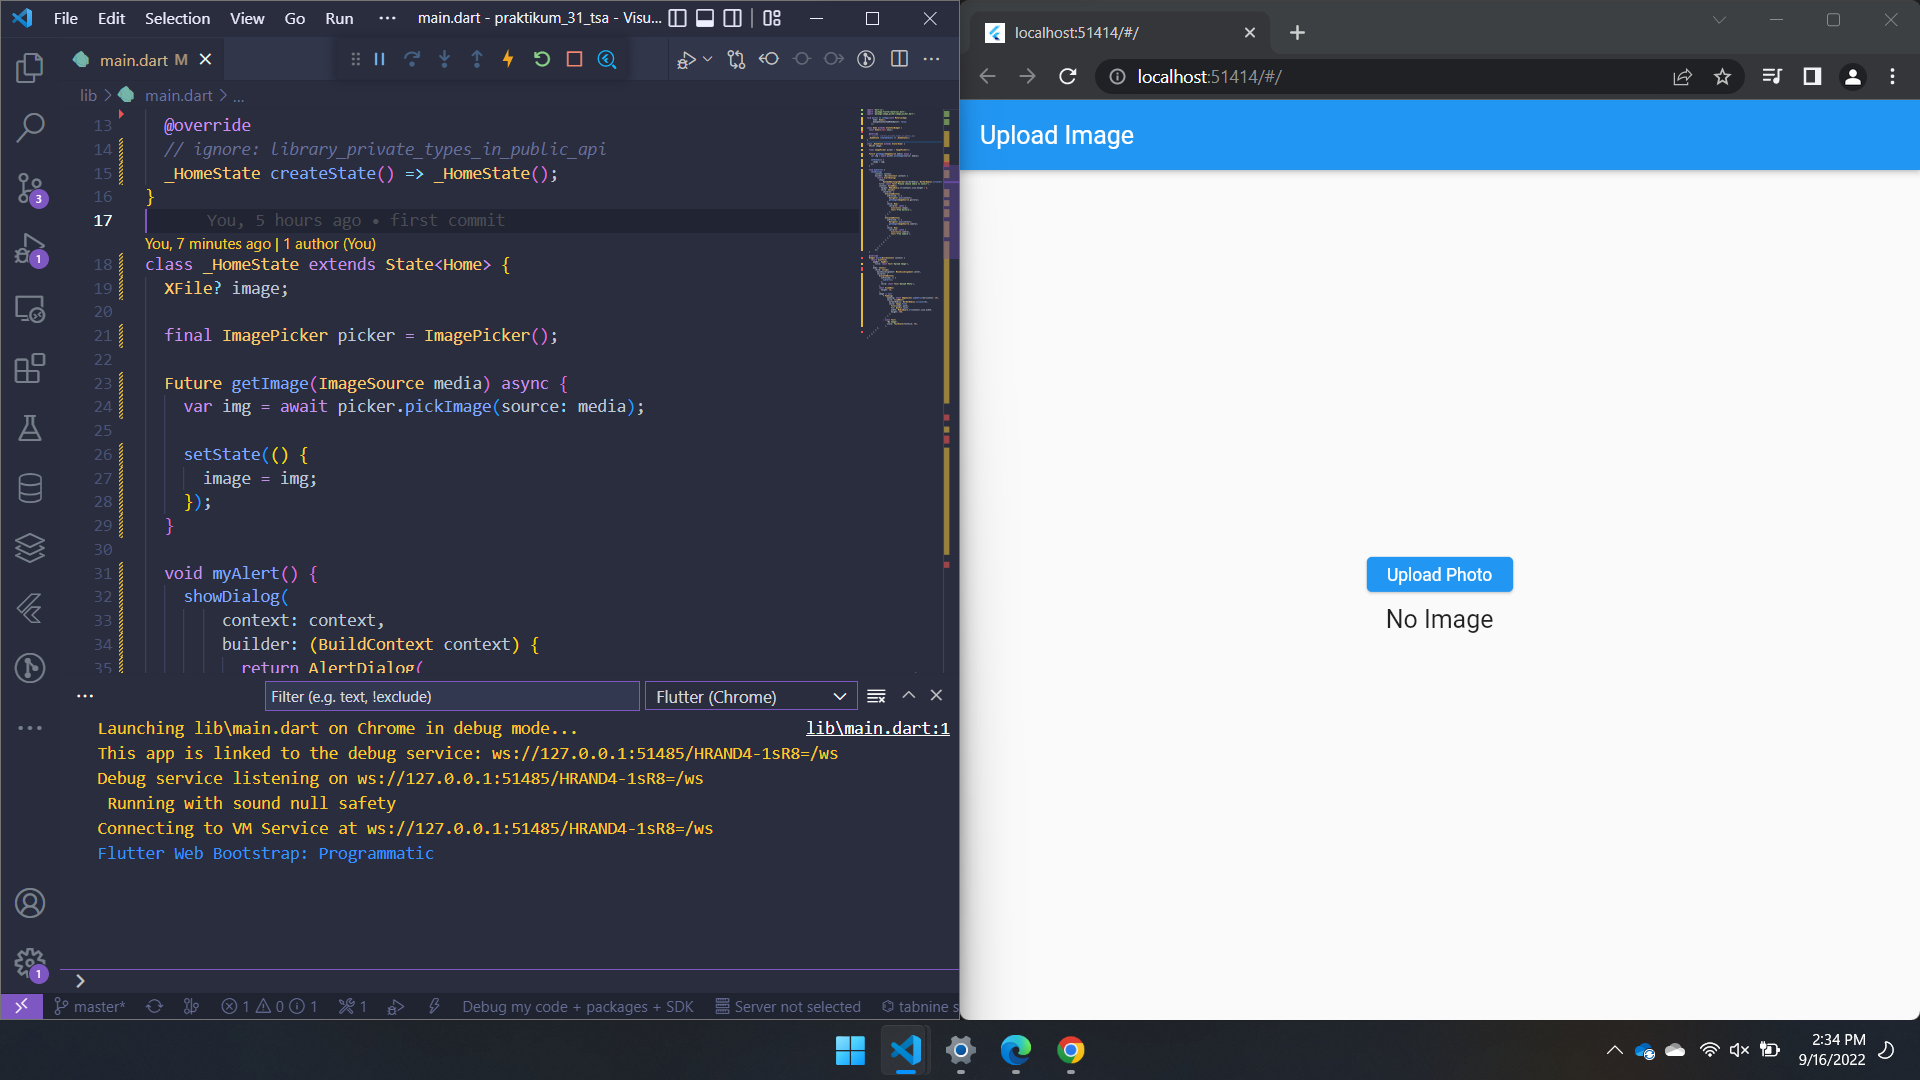 File Edit Selection View Go Run ··· main.dart - praktikum_31_tsa - Visu...
main.dart M
lib > main.dart > ...
13 @override
14 // ignore: library_private_types_in_public_api
15 _HomeState createState() => _HomeState();
16 }
17 You, 5 hours ago • first commit
You, 7 minutes ago | 1 author (You)
18 class _HomeState extends State<Home> {
19 XFile? image;
20
21 final ImagePicker picker = ImagePicker();
22
23 Future getImage(ImageSource media) async {
24 var img = await picker.pickImage(source: media);
25
26 setState(() {
27 image = img;
28 });
29 }
30
31 void myAlert() {
32 showDialog(
33 context: context,
34 builder: (BuildContext context) {
35 return AlertDialog(
3
1
1
Filter (e.g. text, !exclude)
Flutter (Chrome)
Launching lib\main.dart on Chrome in debug mode... lib\main.dart:1
This app is linked to the debug service: ws://127.0.0.1:51485/HRAND4-1sR8=/ws
Debug service listening on ws://127.0.0.1:51485/HRAND4-1sR8=/ws
Running with sound null safety
Connecting to VM Service at ws://127.0.0.1:51485/HRAND4-1sR8=/ws
Flutter Web Bootstrap: Programmatic
master* 1 0 1 1 Debug my code + packages + SDK Server not selected tabnine s
localhost:51414/#/
localhost:51414/#/
Upload Image
Upload Photo
No Image
2:34 PM
9/16/2022